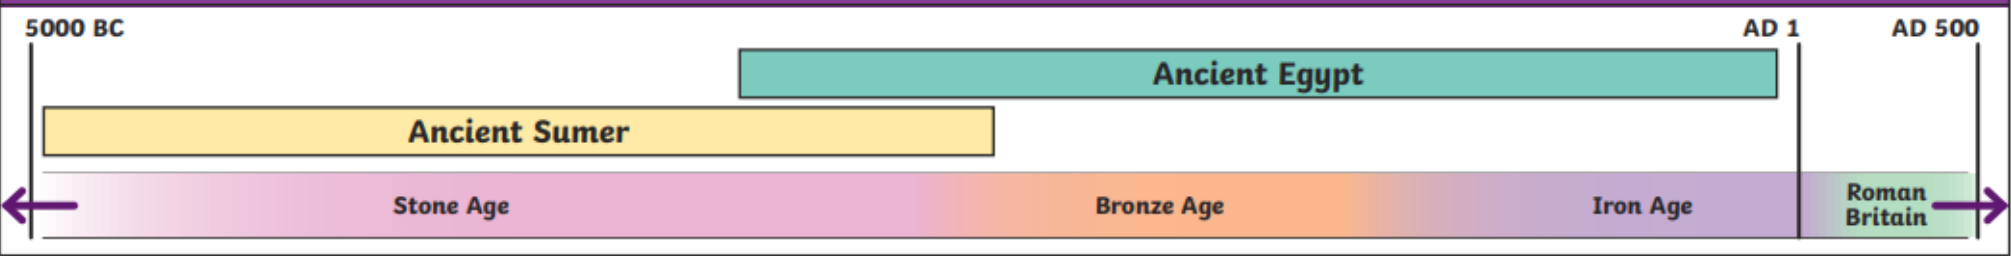 5000 BC
AD 1
AD 500
Ancient Egypt
Ancient Sumer
Stone Age
Bronze Age
Iron Age
Roman
Britain